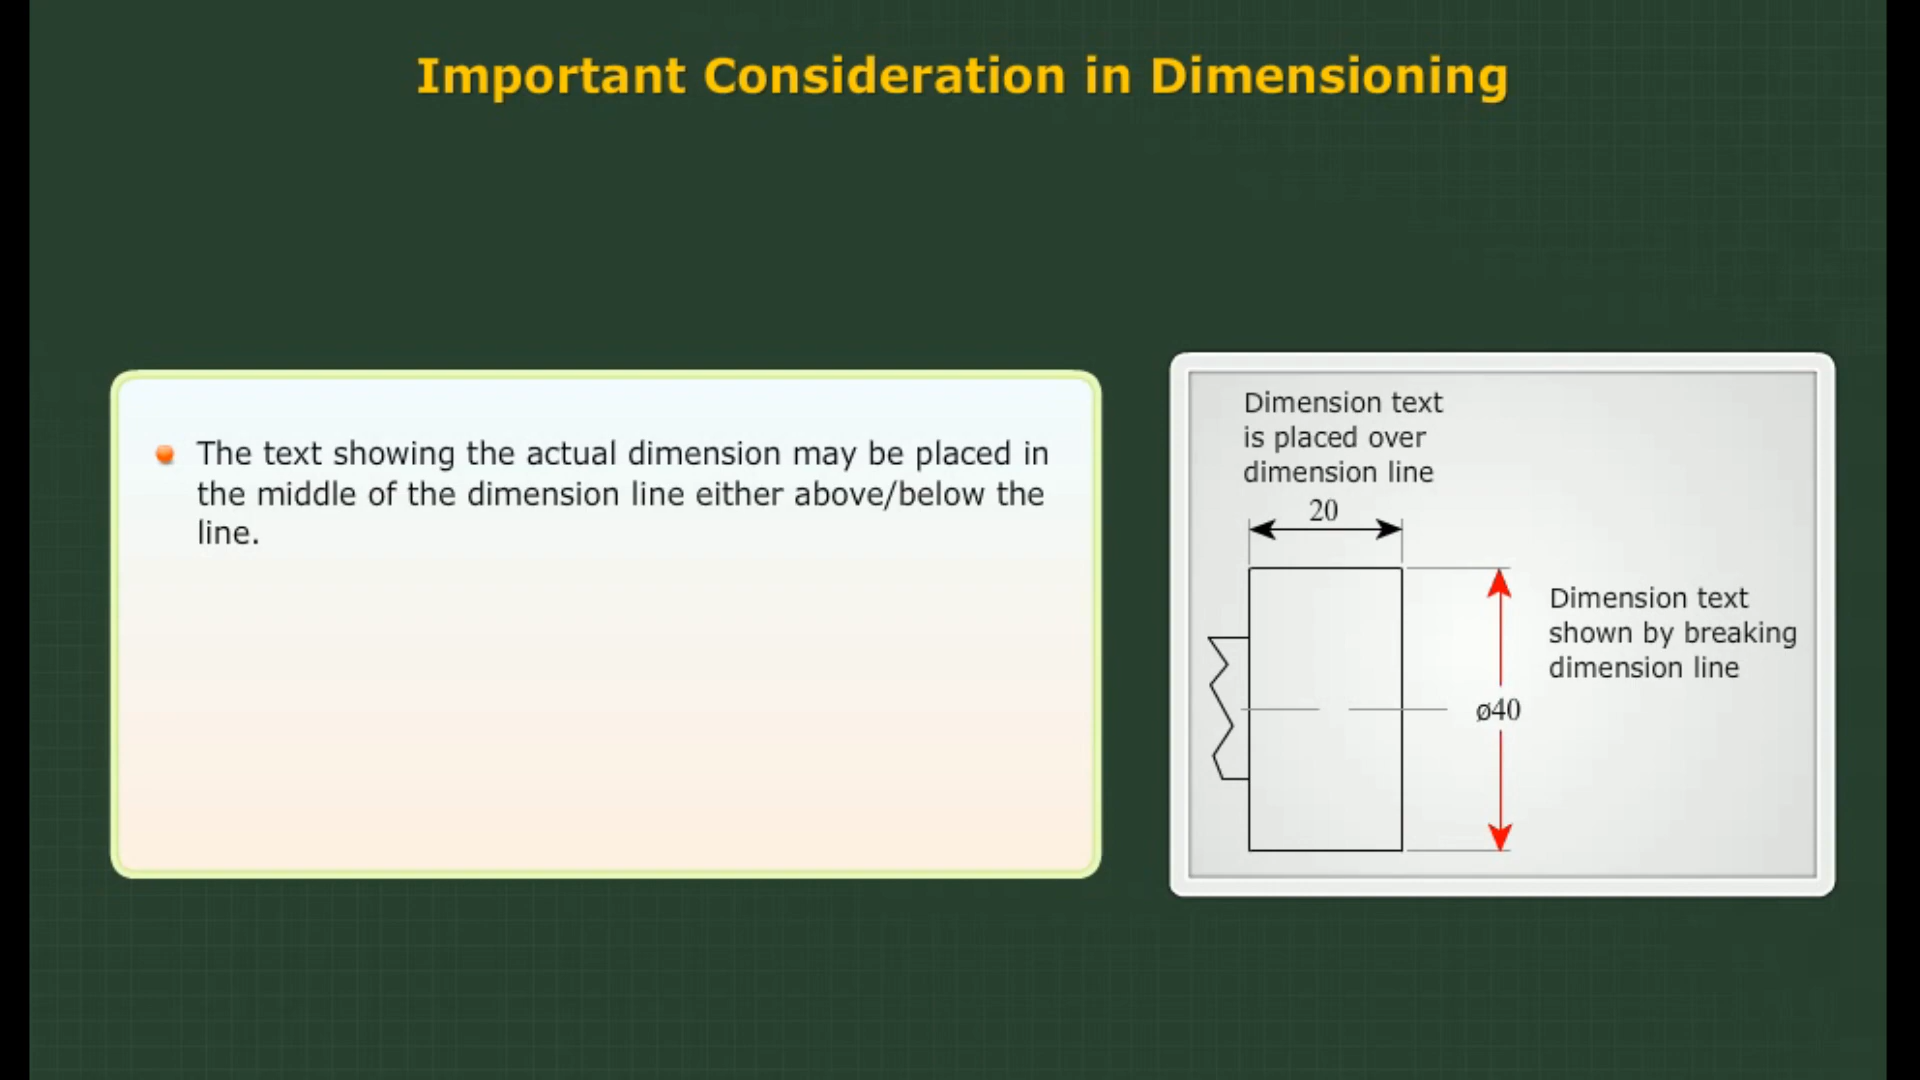 Important Consideration in Dimensioning
The text showing the actual dimension may be placed in
the middle of the dimension line either above/below the
line.
Dimension text
is placed over
dimension line
20
Dimension text
shown by breaking
dimension line
ø40